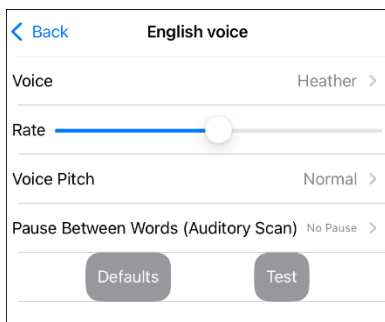 Back English voice
Voice Heather
Rate
Voice Pitch Normal
Pause Between Words (Auditory Scan) No Pause
Defaults Test